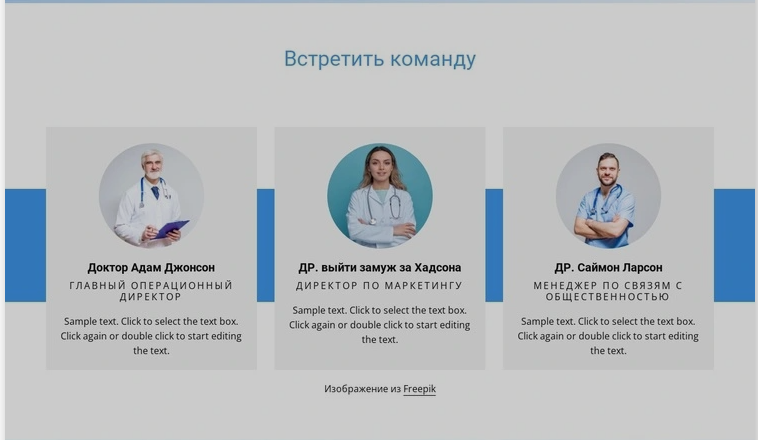 Встретить команду
Доктор Адам Джонсон
ГЛАВНЫЙ ОПЕРАЦИОННЫЙ
ДИРЕКТОР
Sample text. Click to select the text box.
Click again or double click to start editing
the text.
ДР. выйти замуж за Хадсона
ДИРЕКТОР ПО МАРКЕТИНГУ
Sample text. Click to select the text box.
Click again or double click to start editing
the text.
ДР. Саймон Ларсон
МЕНЕДЖЕР ПО СВЯЗЯМ С
ОБЩЕСТВЕННОСТЬЮ
Sample text. Click to select the text box.
Click again or double click to start editing
the text.
Изображение из Freepik